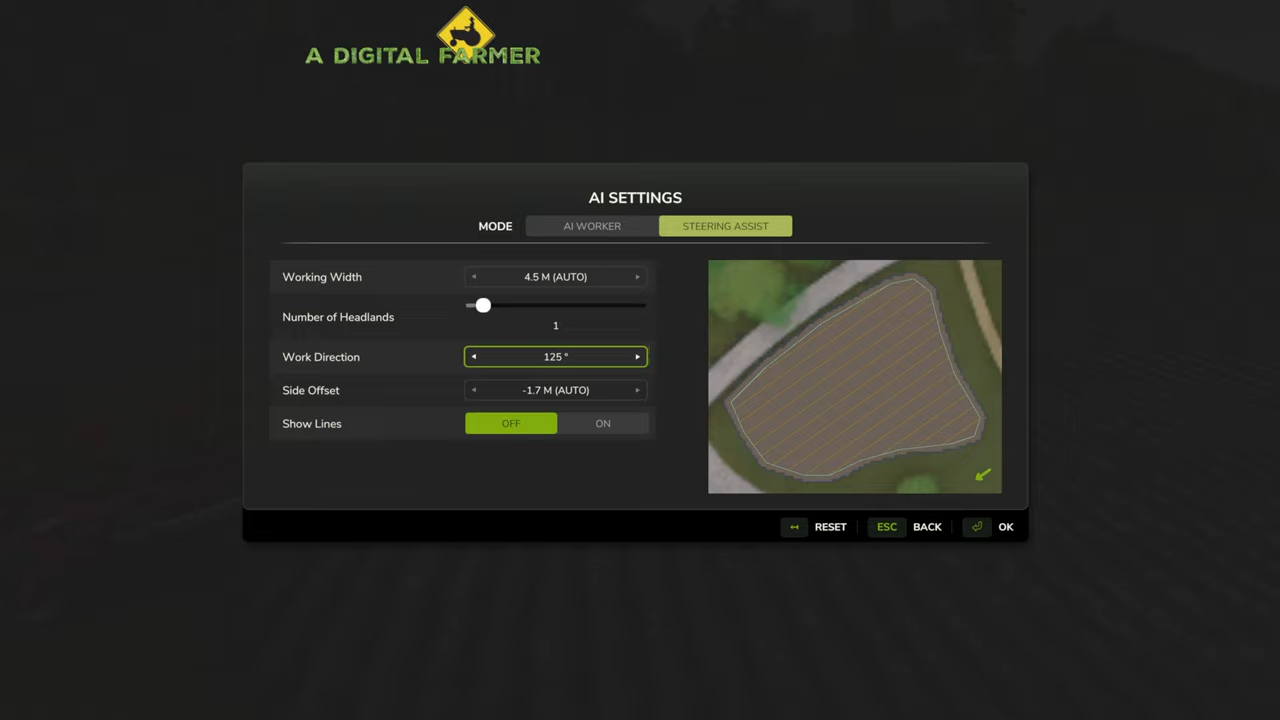 A DIGITAL FARMER
AI SETTINGS
MODE AI WORKER STEERING ASSIST
Working Width 4.5 M (AUTO)
Number of Headlands
1
Work Direction 125 °
Side Offset -1.7 M (AUTO)
Show Lines OFF ON
RESET ESC BACK OK